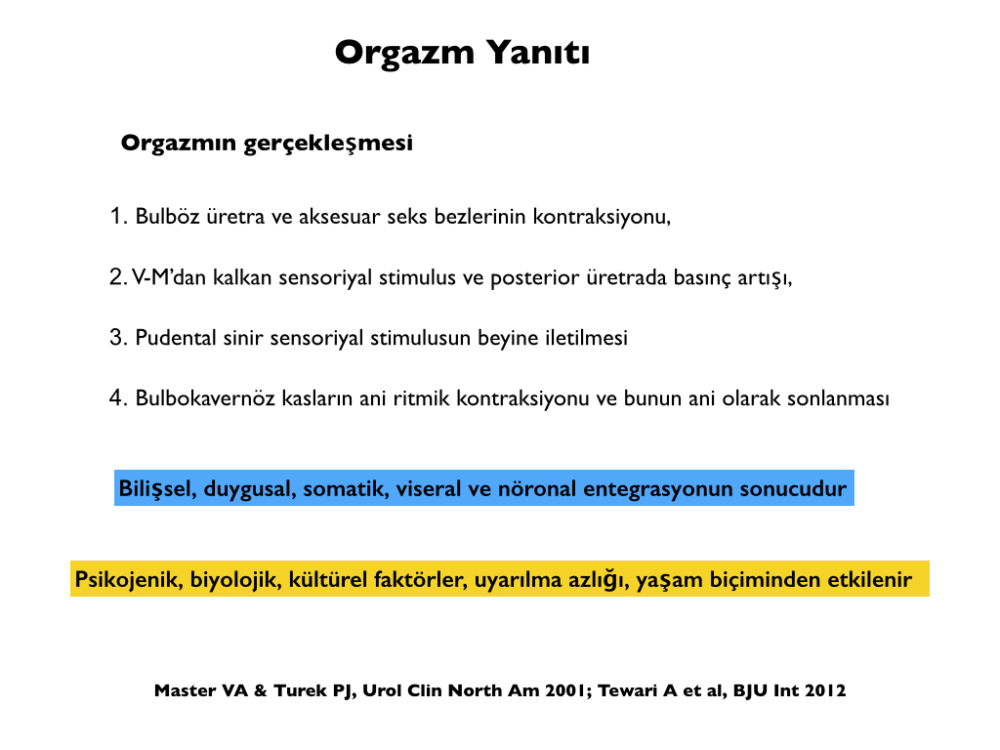 Orgazm Yanıtı
Orgazmın gerçekleşmesi
1. Bulböz üretra ve aksesuar seks bezlerinin kontraksiyonu,
2. V-M’dan kalkan sensoriyal stimulus ve posterior üretrada basınç artışı,
3. Pudental sinir sensoriyal stimulusun beyine iletilmesi
4. Bulbokavernöz kasların ani ritmik kontraksiyonu ve bunun ani olarak sonlanması
Bilişsel, duygusal, somatik, viseral ve nöronal entegrasyonun sonucudur
Psikojenik, biyolojik, kültürel faktörler, uyarılma azlığı, yaşam biçiminden etkilenir
Master VA & Turek PJ, Urol Clin North Am 2001; Tewari A et al, BJU Int 2012